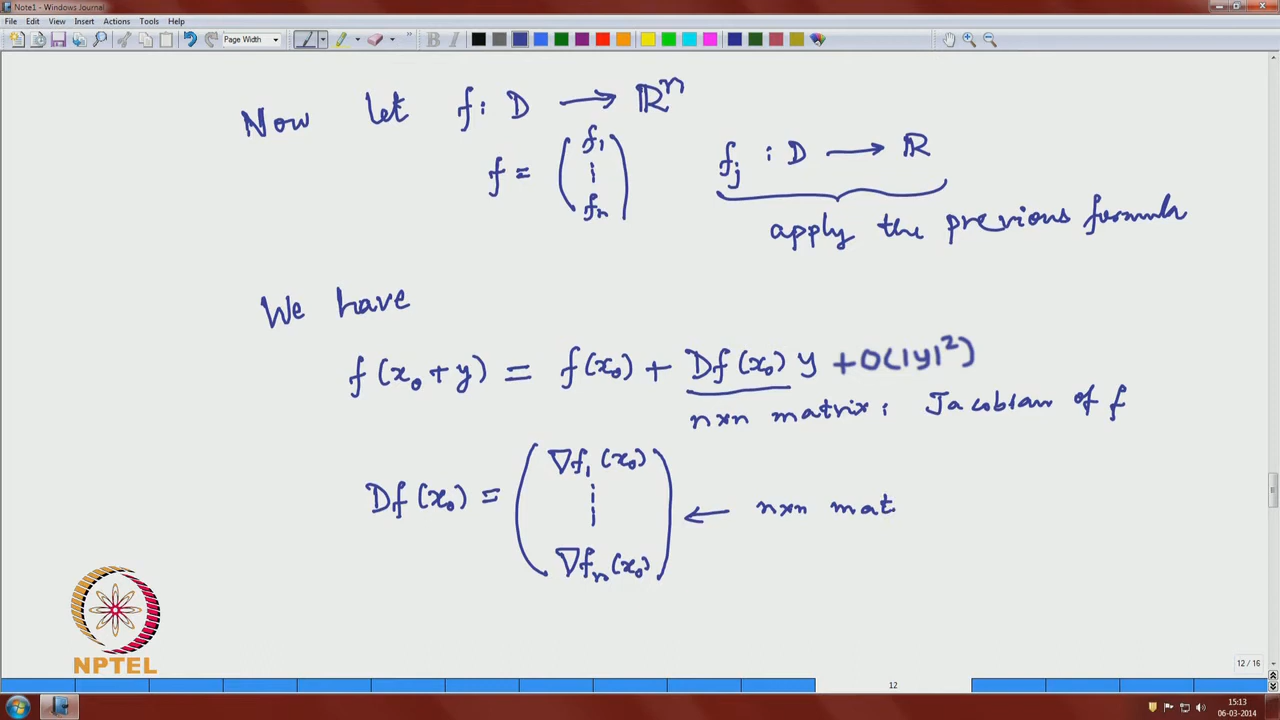 Note1 - Windows Journal
File Edit View Insert Actions Tools Help
Page Width
B I
Now let f : D ⟶ ℝⁿ
f = (f₁ ⋮ fₙ) fⱼ : D ⟶ ℝ
apply the previous formula
We have
f(x₀ + y) = f(x₀) + Df(x₀) y + O(|y|²)
n×n matrix : Jacobian of f
Df(x₀) = (∇f₁(x₀) ⋮ ∇fₙ(x₀)) ← n×n mat
NPTEL
12 / 16
12
15:13
06-03-2014